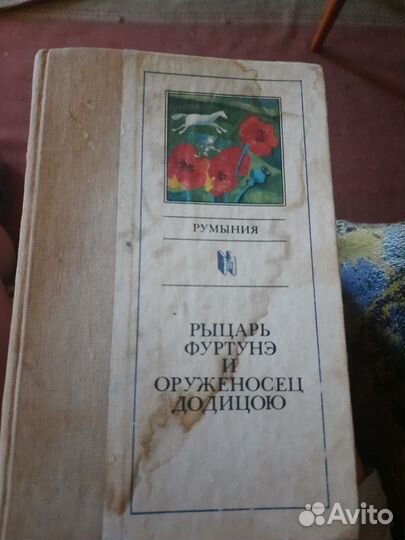 РУМЫНИЯ
РЫЦАРЬ
ФУРТУНЭ
И
ОРУЖЕНОСЕЦ
ДОДИЦОЮ
Avito